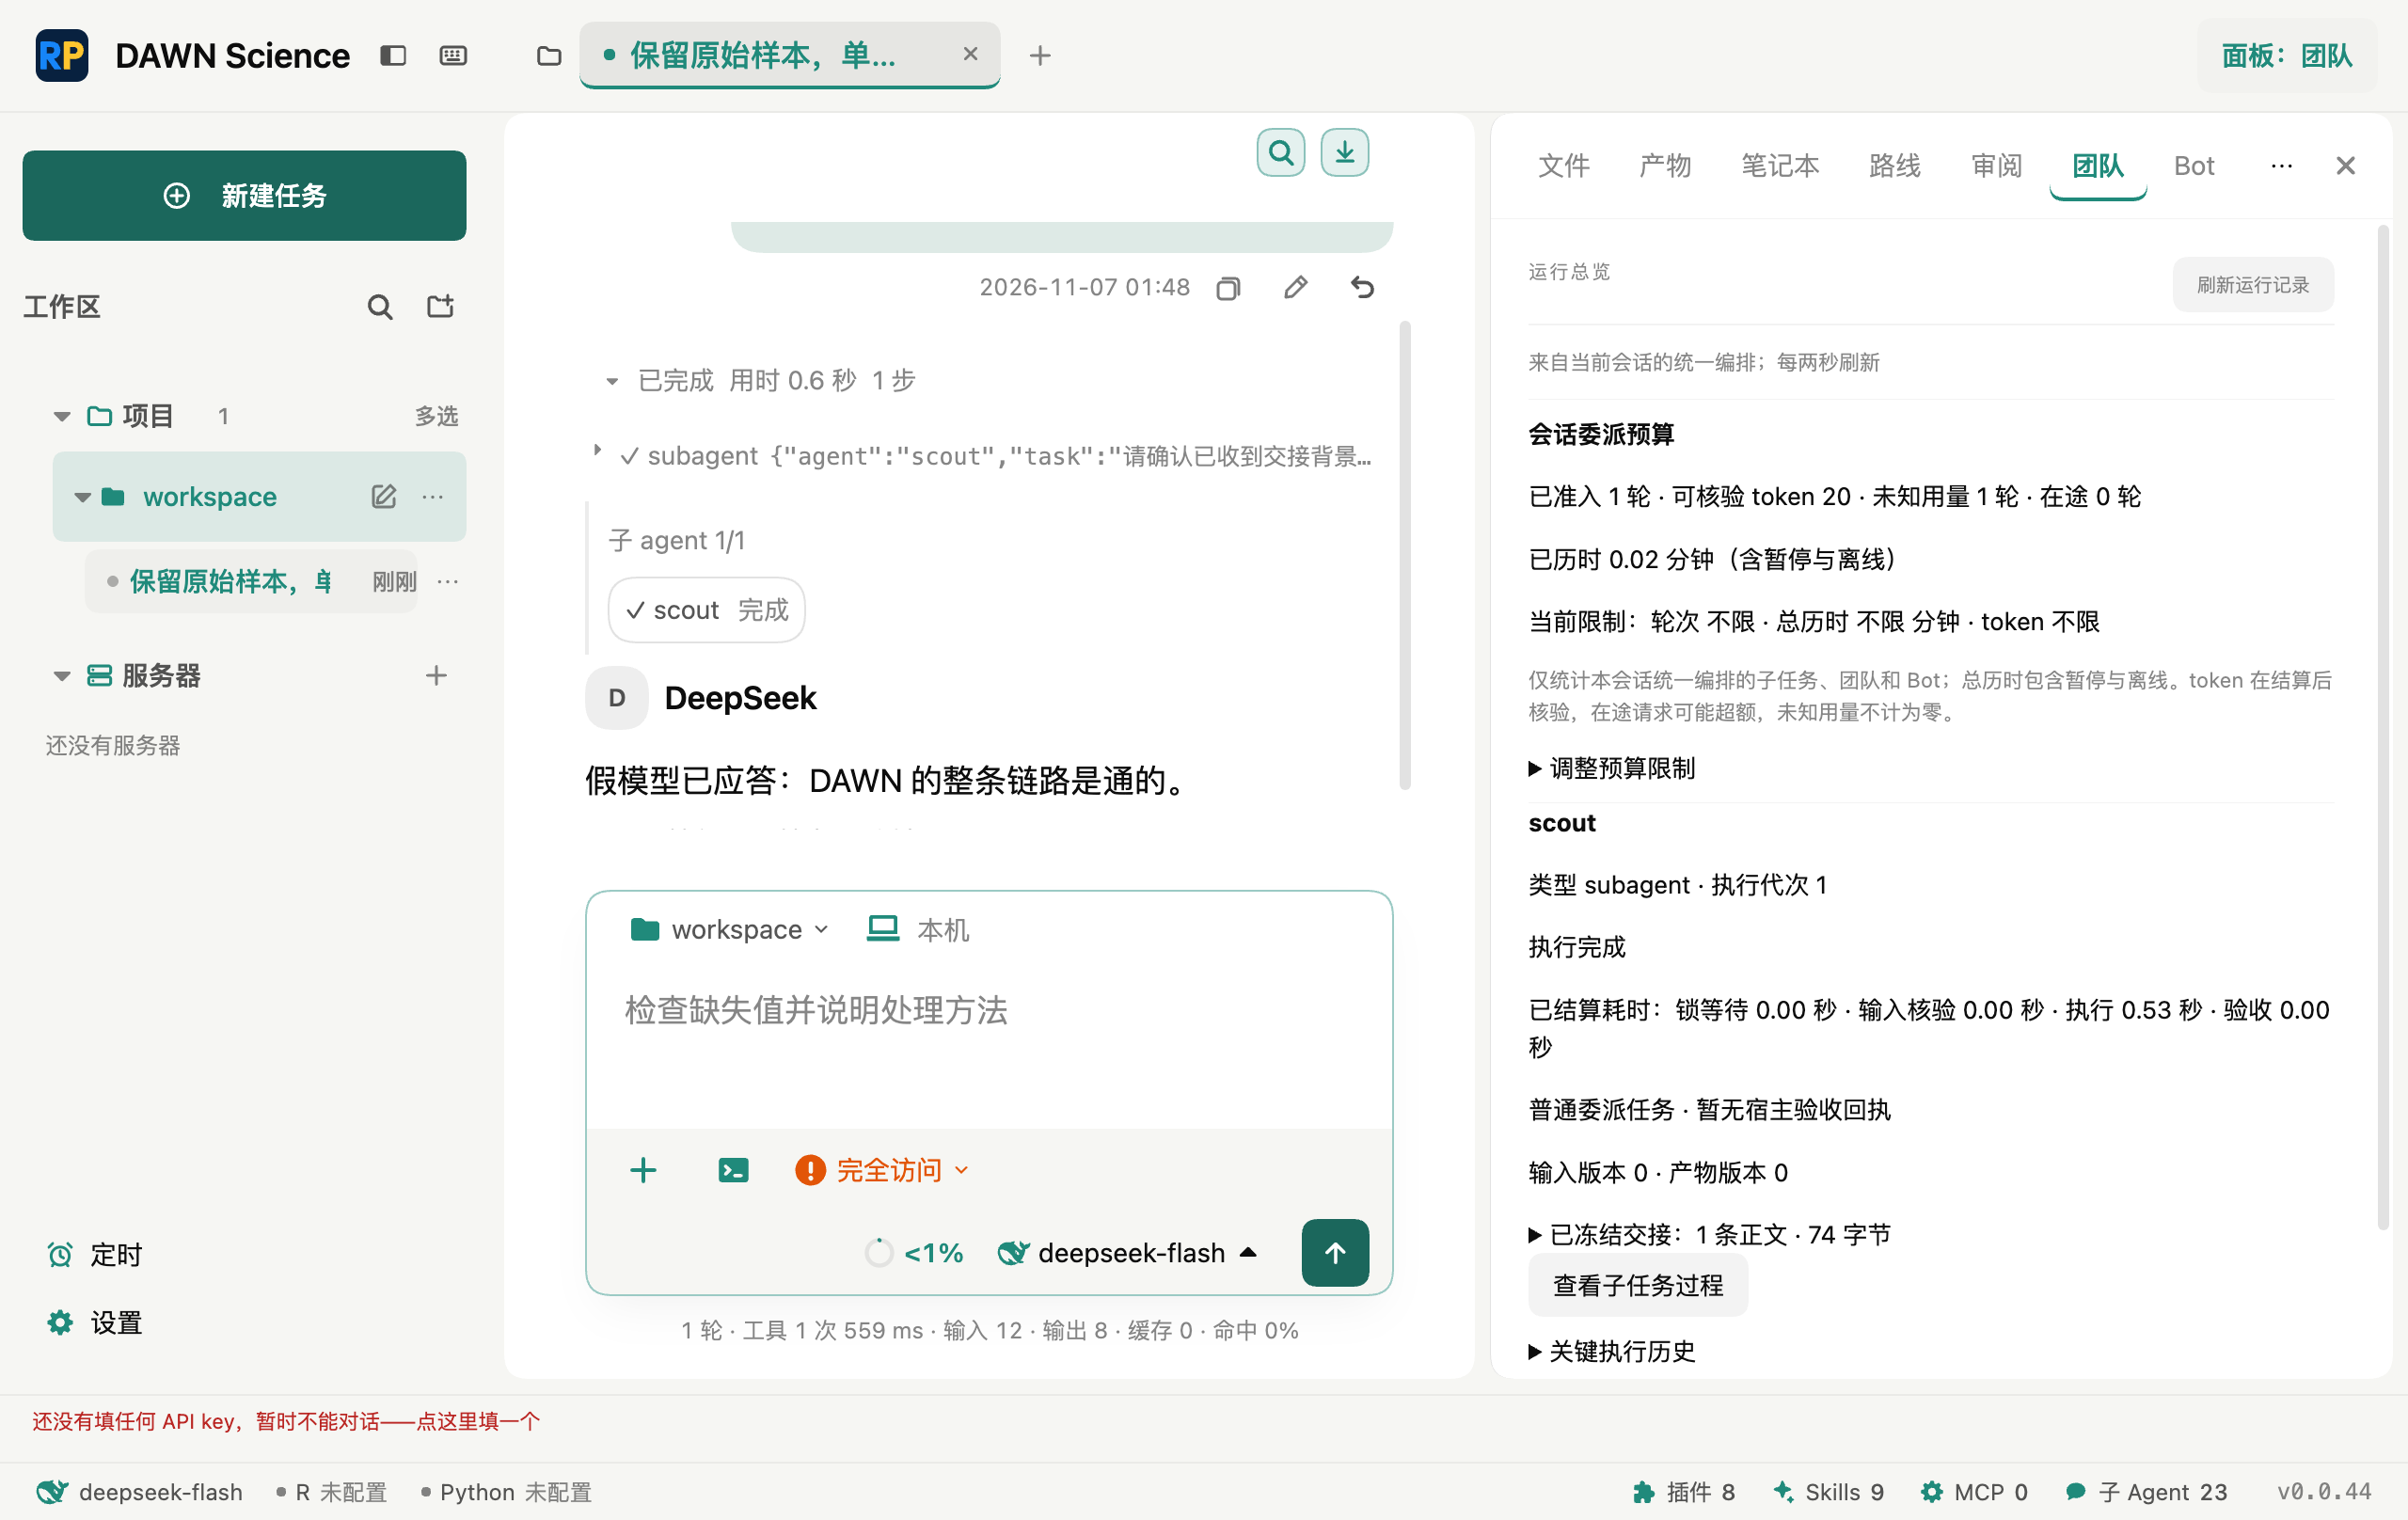 RP DAWN Science
保留原始样本，单...
面板：团队
新建任务
工作区
项目 1 多选
workspace
保留原始样本， 刚刚
服务器
还没有服务器
定时
设置
2026-11-07 01:48
已完成 用时 0.6 秒 1 步
subagent {"agent":"scout","task":"请确认已收到交接背景…
子 agent 1/1
scout 完成
D DeepSeek
假模型已应答：DAWN 的整条链路是通的。
workspace 本机
检查缺失值并说明处理方法
完全访问
<1% deepseek-flash
1 轮 · 工具 1 次 559 ms · 输入 12 · 输出 8 · 缓存 0 · 命中 0%
文件 产物 笔记本 路线 审阅 团队 Bot ...
运行总览
刷新运行记录
来自当前会话的统一编排；每两秒刷新
会话委派预算
已准入 1 轮 · 可核验 token 20 · 未知用量 1 轮 · 在途 0 轮
已历时 0.02 分钟（含暂停与离线）
当前限制：轮次 不限 · 总历时 不限 分钟 · token 不限
仅统计本会话统一编排的子任务、团队和 Bot；总历时包含暂停与离线。token 在结算后
核验，在途请求可能超额，未知用量不计为零。
调整预算限制
scout
类型 subagent · 执行代次 1
执行完成
已结算耗时：锁等待 0.00 秒 · 输入核验 0.00 秒 · 执行 0.53 秒 · 验收 0.00
秒
普通委派任务 · 暂无宿主验收回执
输入版本 0 · 产物版本 0
已冻结交接：1 条正文 · 74 字节
查看子任务过程
关键执行历史
还没有填任何 API key，暂时不能对话——点这里填一个
deepseek-flash R 未配置 Python 未配置
插件 8 Skills 9 MCP 0 子 Agent 23 v0.0.44